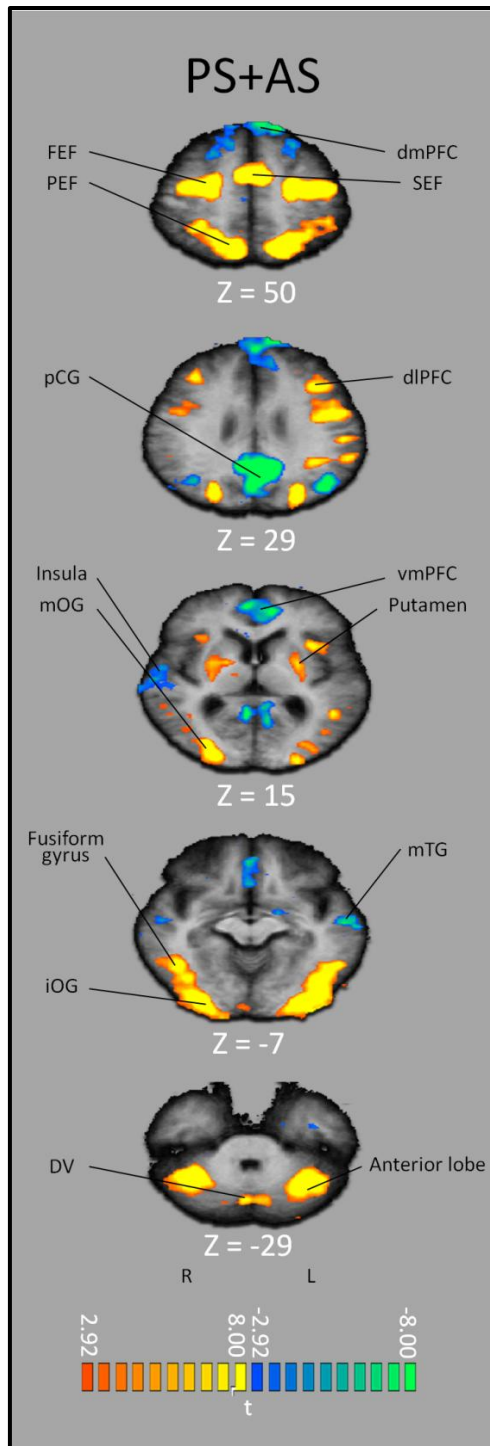 PS+AS
FEF
dmPFC
PEF
SEF
Z = 50
pCG
dlPFC
Z = 29
Insula
vmPFC
mOG
Putamen
Z = 15
Fusiform
gyrus
mTG
iOG
Z = -7
DV
Anterior lobe
Z = -29
R
L
2.92
8.00
-2.92
-8.00
t